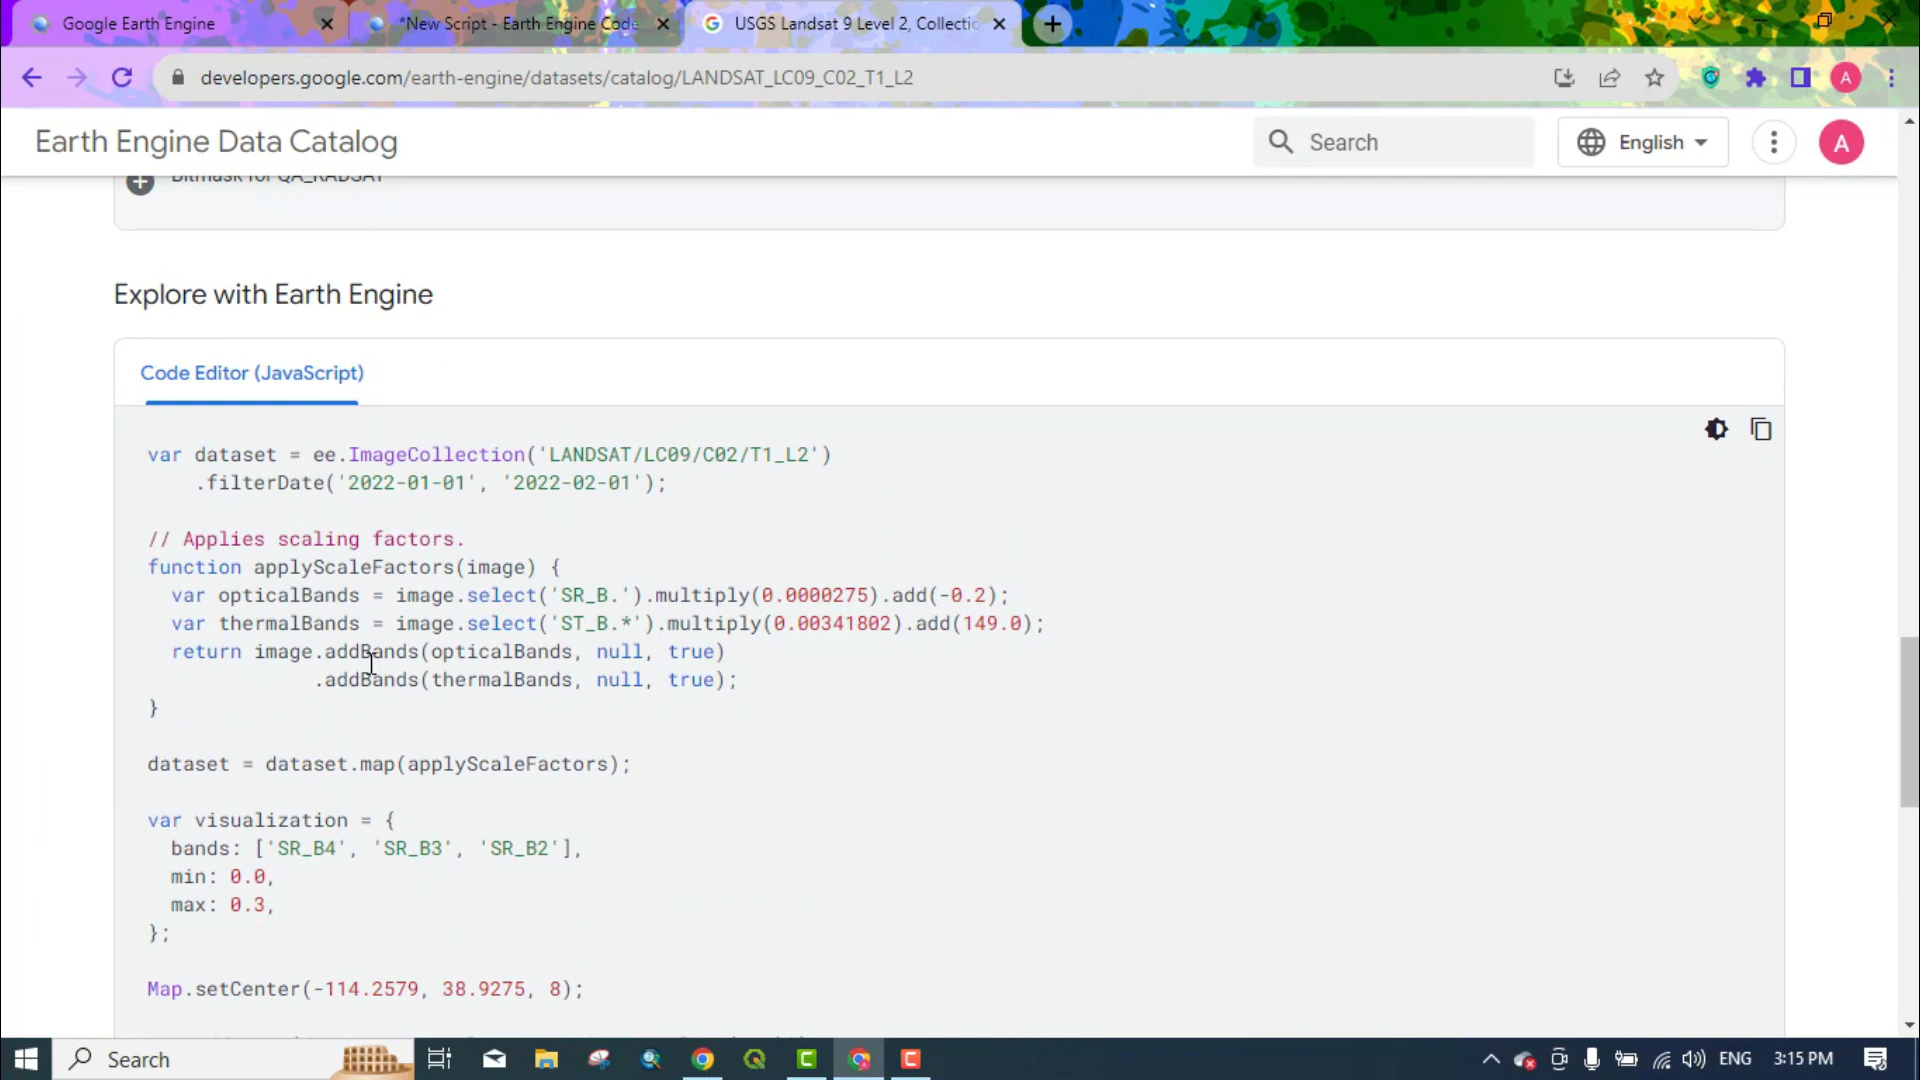 Google Earth Engine
*New Script - Earth Engine Code
USGS Landsat 9 Level 2, Collectio
developers.google.com/earth-engine/datasets/catalog/LANDSAT_LC09_C02_T1_L2
A
Earth Engine Data Catalog
Search
English
A
Bitmask for QA_RADSAT
Explore with Earth Engine
Code Editor (JavaScript)
var dataset = ee.ImageCollection('LANDSAT/LC09/C02/T1_L2')
.filterDate('2022-01-01', '2022-02-01');
// Applies scaling factors.
function applyScaleFactors(image) {
var opticalBands = image.select('SR_B.').multiply(0.0000275).add(-0.2);
var thermalBands = image.select('ST_B.*').multiply(0.00341802).add(149.0);
return image.addBands(opticalBands, null, true)
.addBands(thermalBands, null, true);
}
dataset = dataset.map(applyScaleFactors);
var visualization = {
bands: ['SR_B4', 'SR_B3', 'SR_B2'],
min: 0.0,
max: 0.3,
};
Map.setCenter(-114.2579, 38.9275, 8);
Search
ENG
3:15 PM